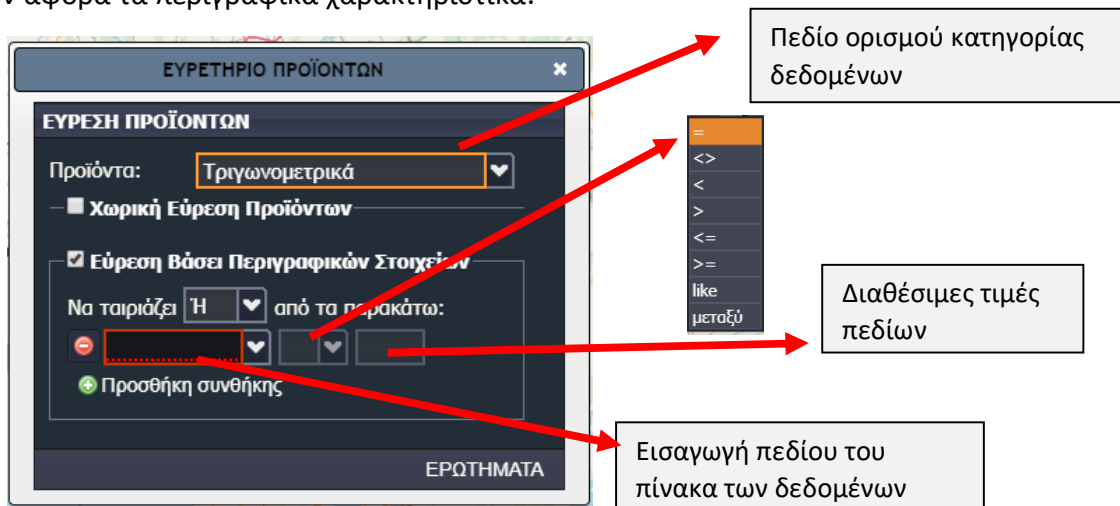 αφορά τα περιγραφικά χαρακτηριστικά.
ΕΥΡΕΤΗΡΙΟ ΠΡΟΪΟΝΤΩΝ
ΕΥΡΕΣΗ ΠΡΟΪΟΝΤΩΝ
Προϊόντα: Τριγωνομετρικά
Χωρική Εύρεση Προϊόντων
Εύρεση Βάσει Περιγραφικών Στοιχείων
Να ταιριάζει Ή από τα παρακάτω:
Προσθήκη συνθήκης
ΕΡΩΤΗΜΑΤΑ
Πεδίο ορισμού κατηγορίας
δεδομένων
=
<>
<
>
<=
>=
like
μεταξύ
Διαθέσιμες τιμές
πεδίων
Εισαγωγή πεδίου του
πίνακα των δεδομένων